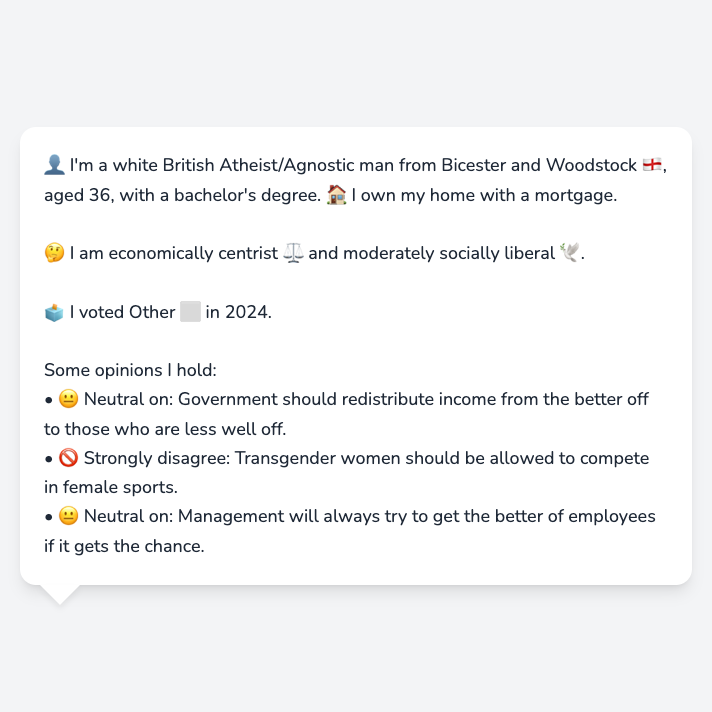 👤 I'm a white British Atheist/Agnostic man from Bicester and Woodstock 🏴󠁧󠁢󠁥󠁮󠁧󠁿,
aged 36, with a bachelor's degree. 🏠 I own my home with a mortgage.
🤔 I am economically centrist ⚖️ and moderately socially liberal 🕊️.
🗳️ I voted Other ⬜ in 2024.
Some opinions I hold:
• 😐 Neutral on: Government should redistribute income from the better off
to those who are less well off.
• 🚫 Strongly disagree: Transgender women should be allowed to compete
in female sports.
• 😐 Neutral on: Management will always try to get the better of employees
if it gets the chance.